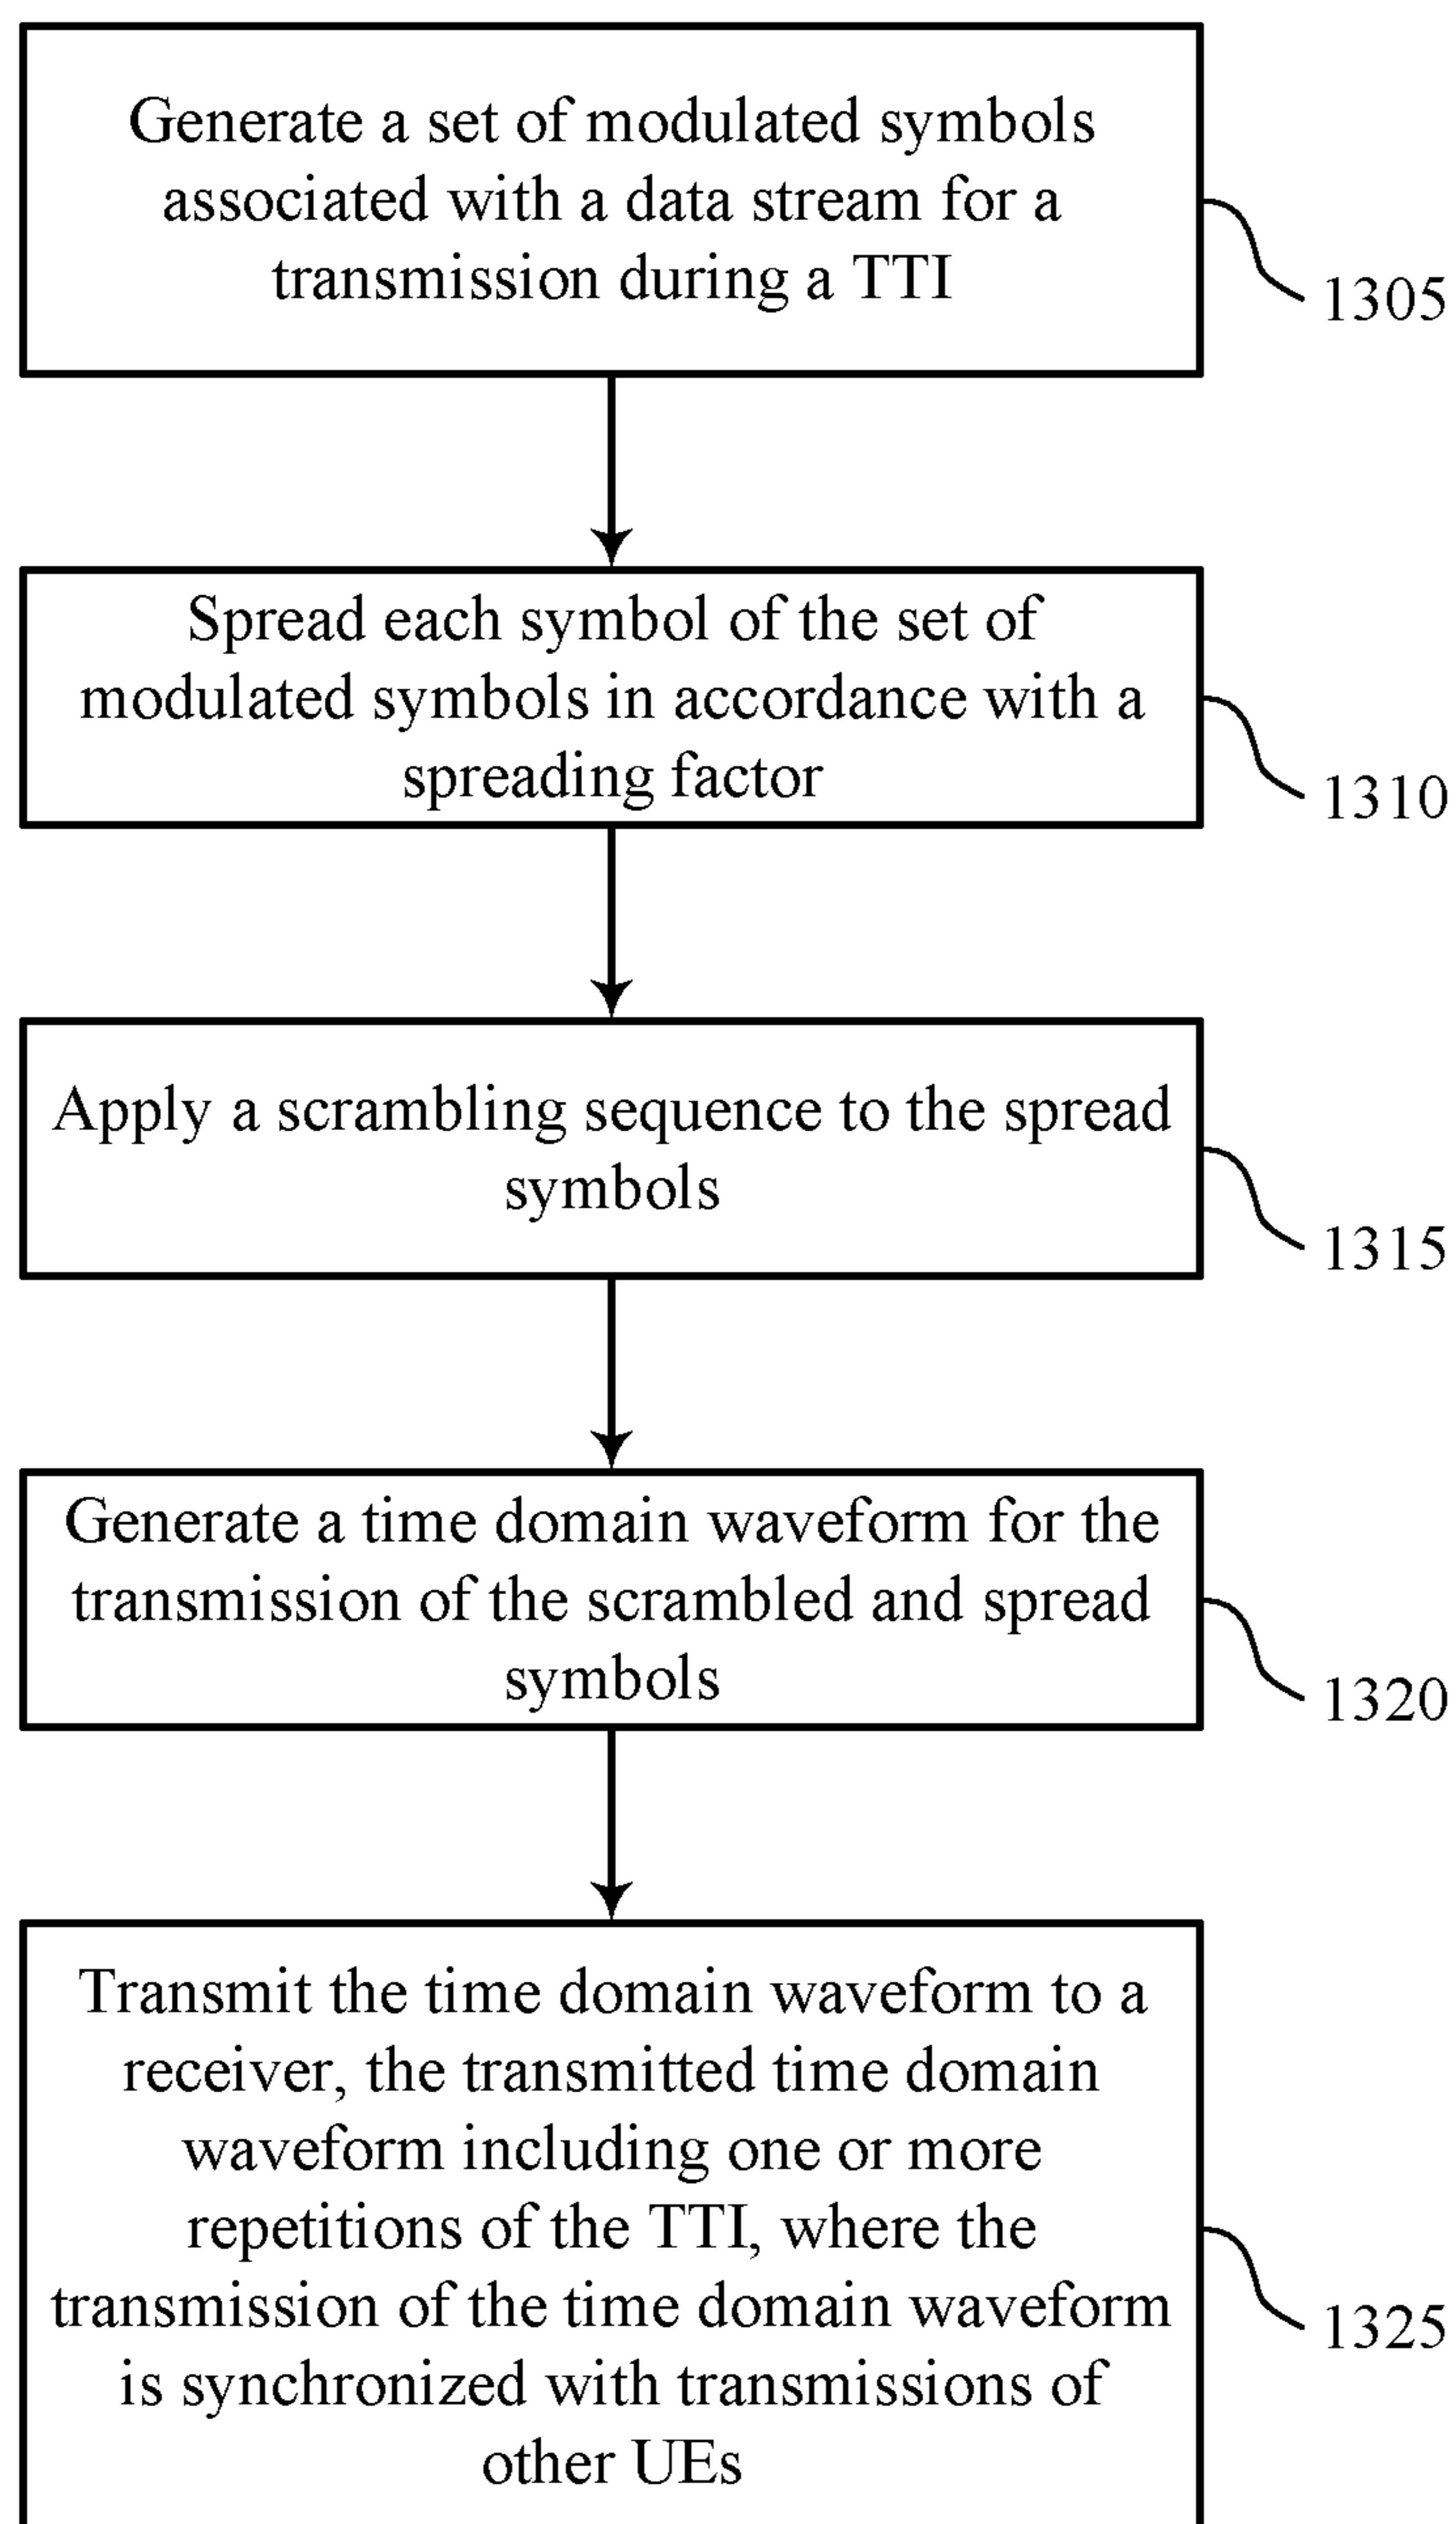 Generate a set of modulated symbols
associated with a data stream for a
transmission during a TTI
1305
Spread each symbol of the set of
modulated symbols in accordance with a
spreading factor
1310
Apply a scrambling sequence to the spread
symbols
1315
Generate a time domain waveform for the
transmission of the scrambled and spread
symbols
1320
Transmit the time domain waveform to a
receiver, the transmitted time domain
waveform including one or more
repetitions of the TTI, where the
transmission of the time domain waveform
is synchronized with transmissions of
other UEs
1325